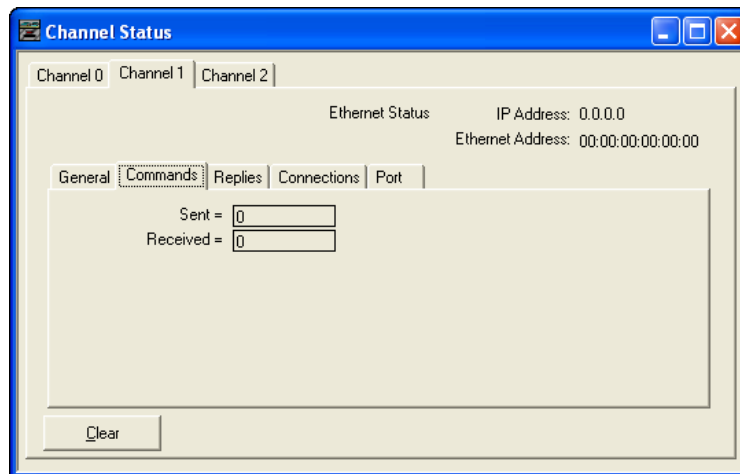 Channel Status
Channel 0 Channel 1 Channel 2
Ethernet Status IP Address: 0.0.0.0
Ethernet Address: 00:00:00:00:00:00
General Commands Replies Connections Port
Sent = 0
Received = 0
Clear